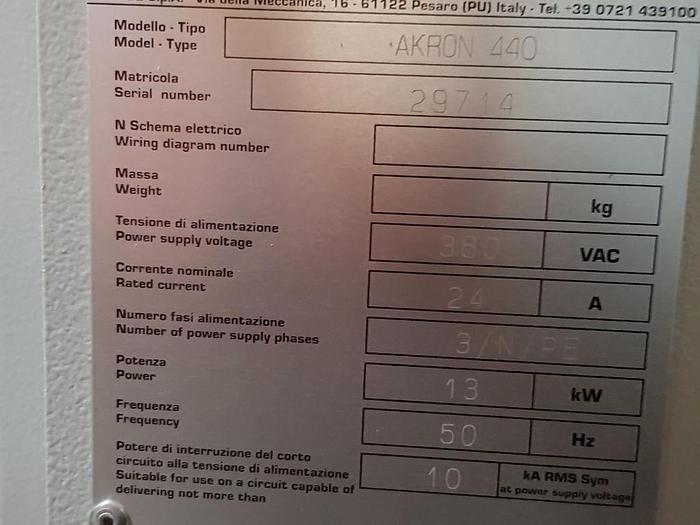 della Meccanica, 16 - 61122 Pesaro (PU) Italy - Tel. +39 0721 439100
Modello - Tipo
Model - Type
AKRON 440
Matricola
Serial number
29714
N Schema elettrico
Wiring diagram number
Massa
Weight
kg
Tensione di alimentazione
Power supply voltage
380
VAC
Corrente nominale
Rated current
24
A
Numero fasi alimentazione
Number of power supply phases
3/N/PE
Potenza
Power
13
kW
Frequenza
Frequency
50
Hz
Potere di interruzione del corto
circuito alla tensione di alimentazione
Suitable for use on a circuit capable of
delivering not more than
10
kA RMS Sym
at power supply voltage